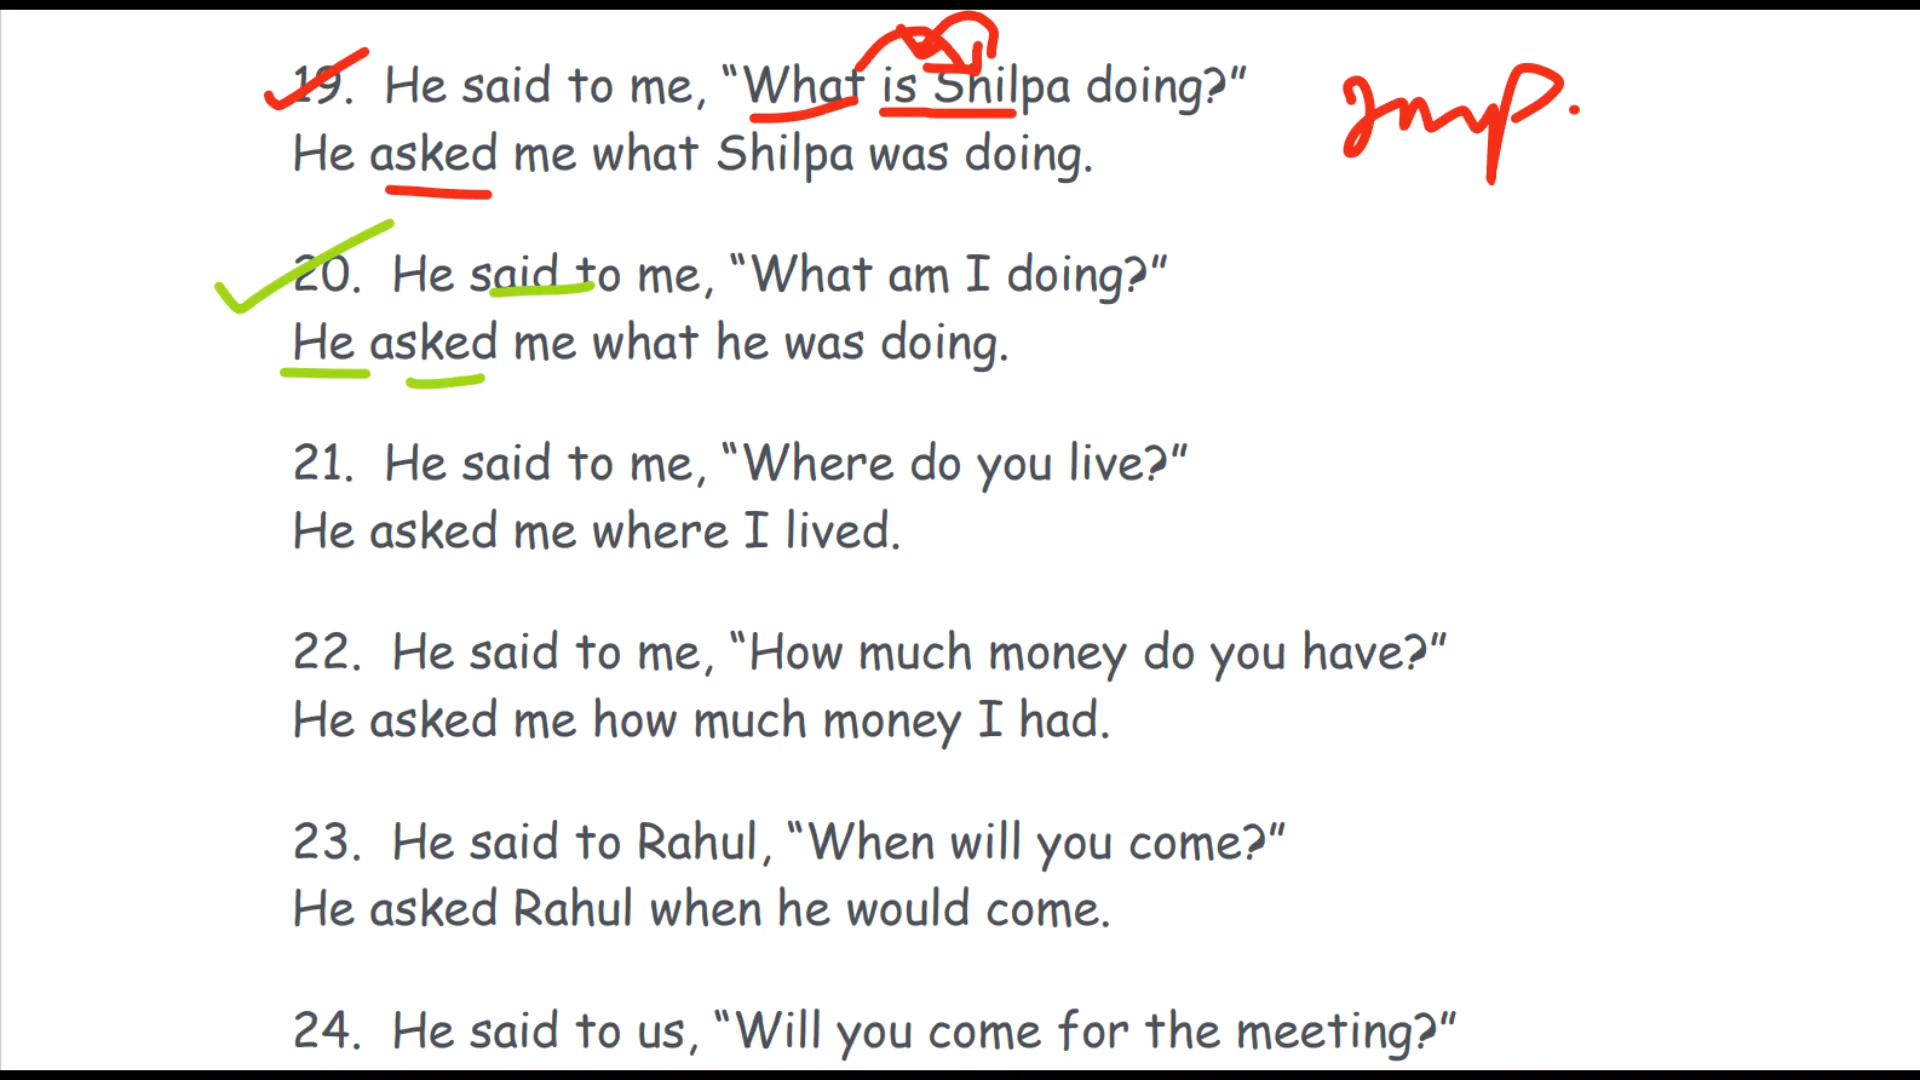 19. He said to me, “What is Shilpa doing?” Imp.
He asked me what Shilpa was doing.
20. He said to me, “What am I doing?”
He asked me what he was doing.
21. He said to me, “Where do you live?”
He asked me where I lived.
22. He said to me, “How much money do you have?”
He asked me how much money I had.
23. He said to Rahul, “When will you come?”
He asked Rahul when he would come.
24. He said to us, “Will you come for the meeting?”